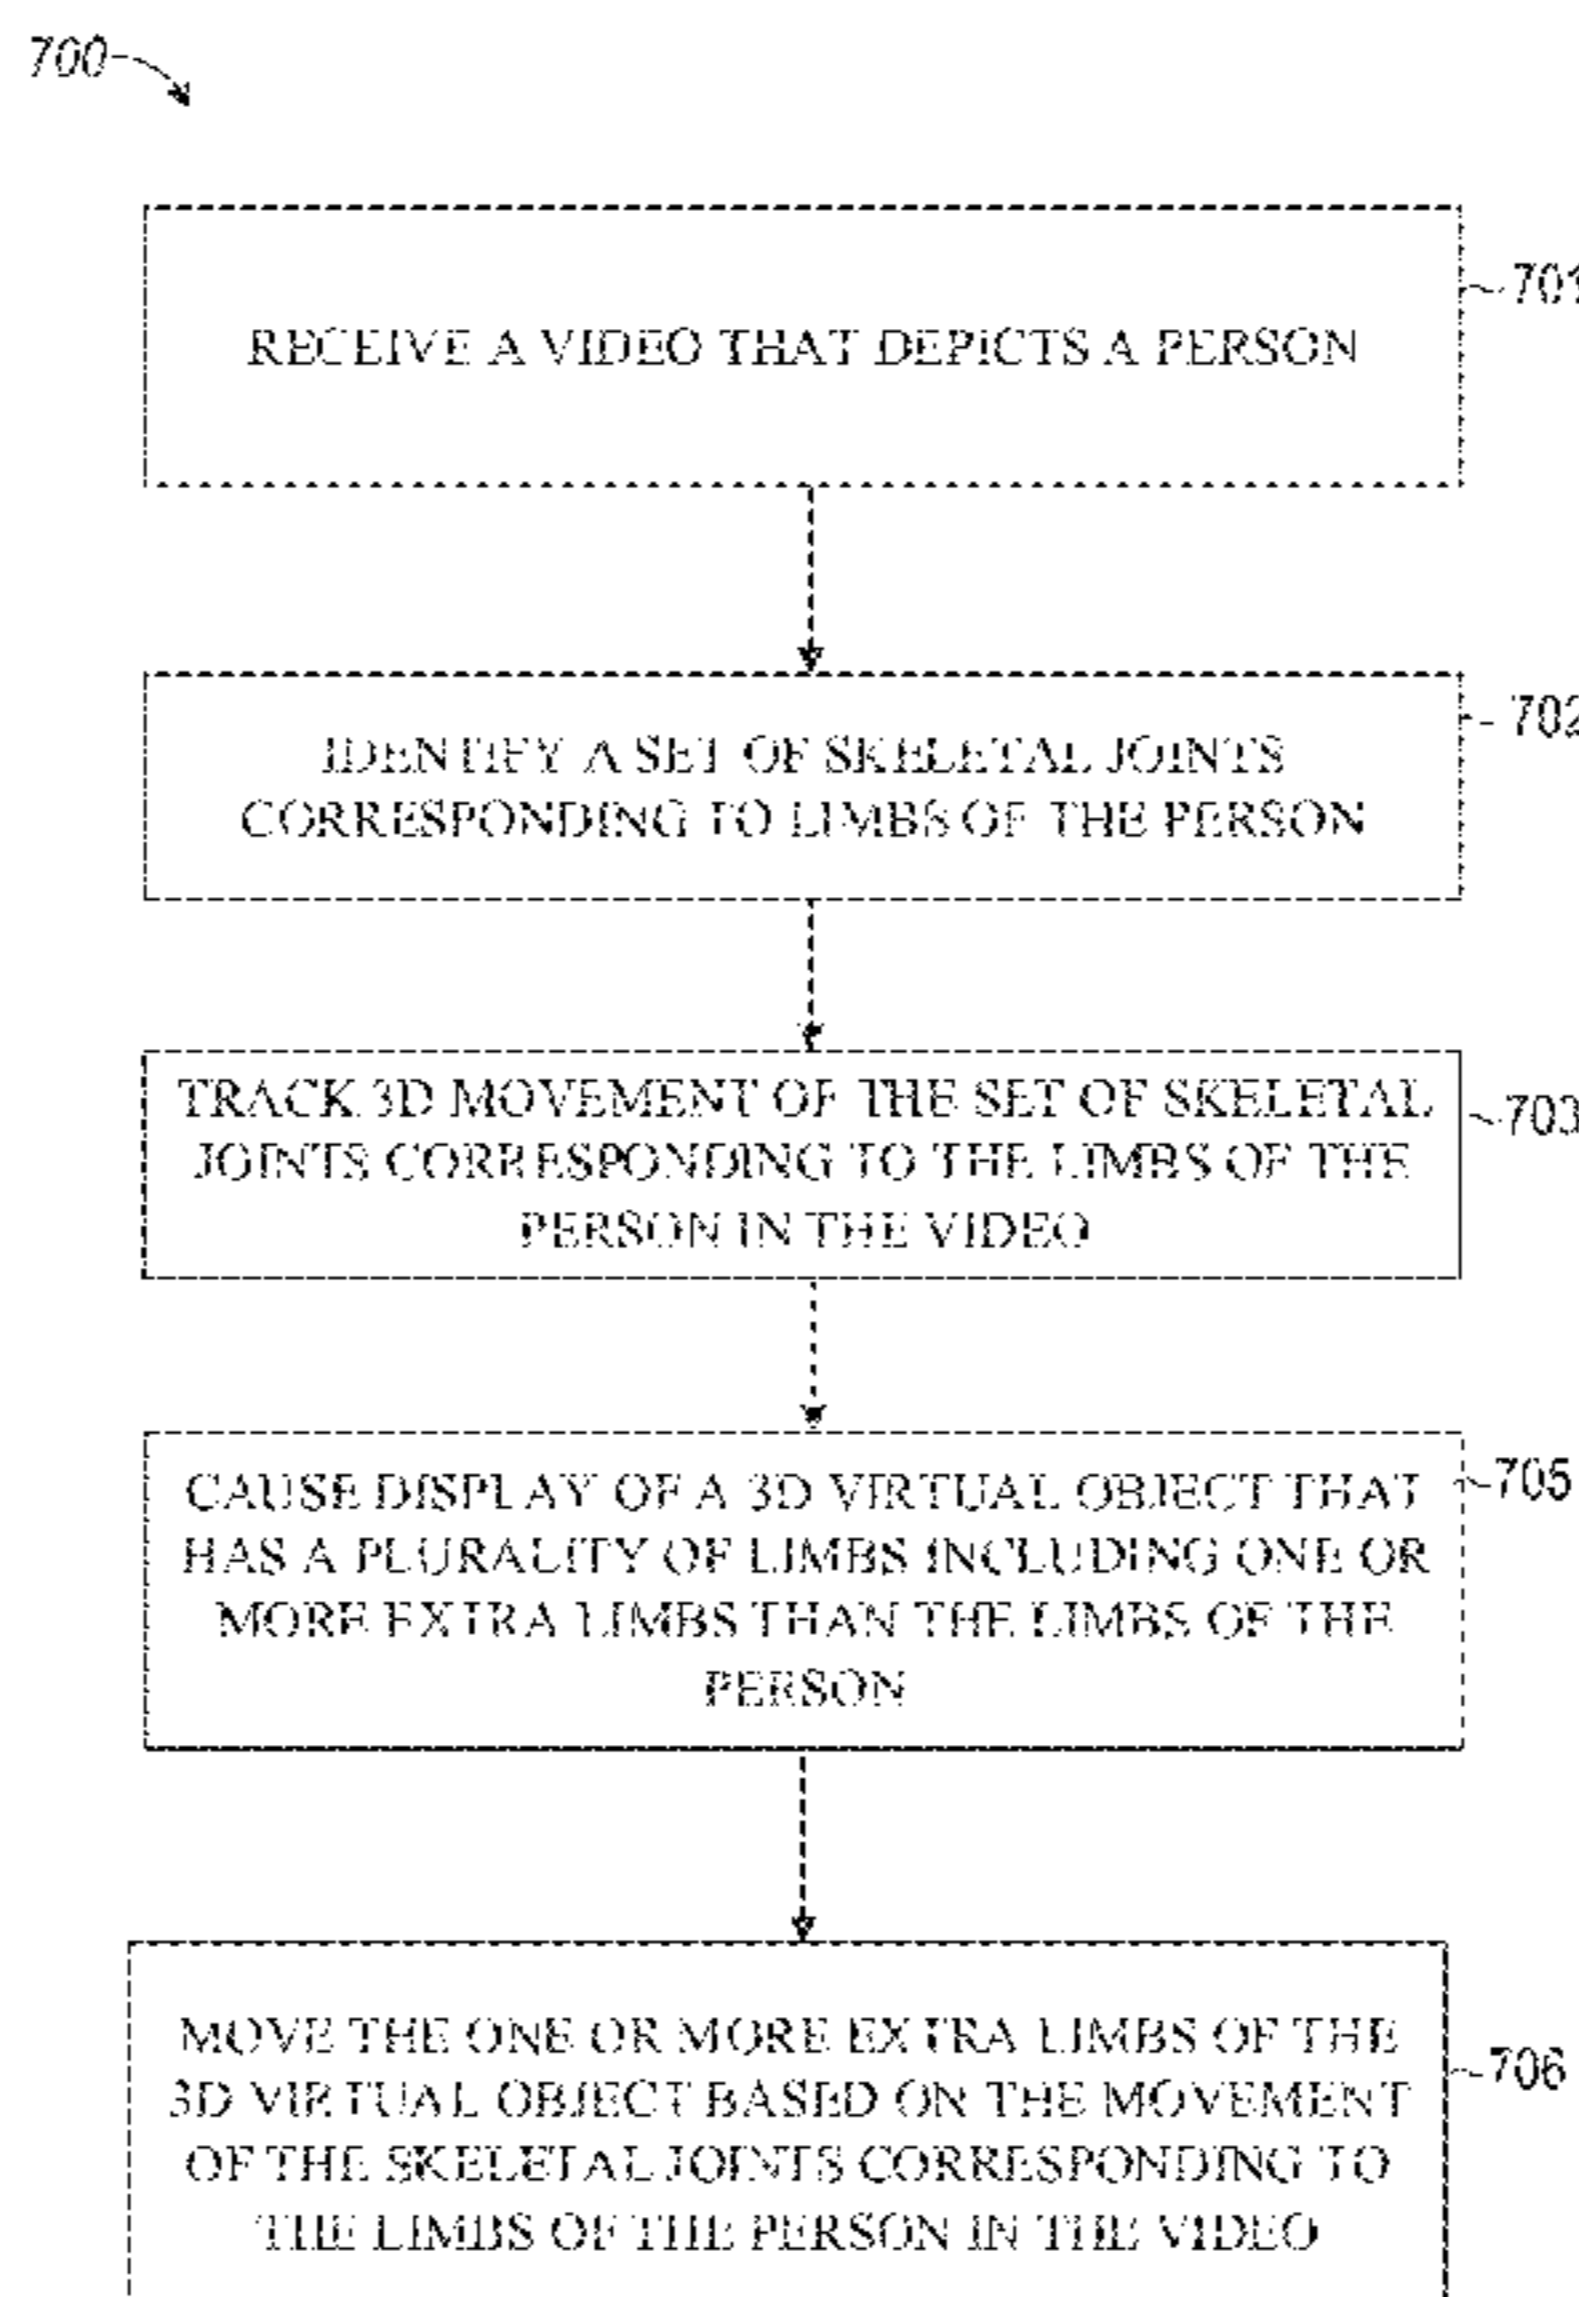 700
RECEIVE A VIDEO THAT DEPICTS A PERSON
701
IDENTIFY A SET OF SKELETAL JOINTS
CORRESPONDING TO LIMBS OF THE PERSON
702
TRACK 3D MOVEMENT OF THE SET OF SKELETAL
JOINTS CORRESPONDING TO THE LIMBS OF THE
PERSON IN THE VIDEO
703
CAUSE DISPLAY OF A 3D VIRTUAL OBJECT THAT
HAS A PLURALITY OF LIMBS INCLUDING ONE OR
MORE EXTRA LIMBS THAN THE LIMBS OF THE
PERSON
705
MOVE THE ONE OR MORE EXTRA LIMBS OF THE
3D VIRTUAL OBJECT BASED ON THE MOVEMENT
OF THE SKELETAL JOINTS CORRESPONDING TO
THE LIMBS OF THE PERSON IN THE VIDEO
706